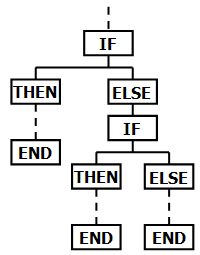 IF
THEN ELSE
IF
END
THEN ELSE
END END